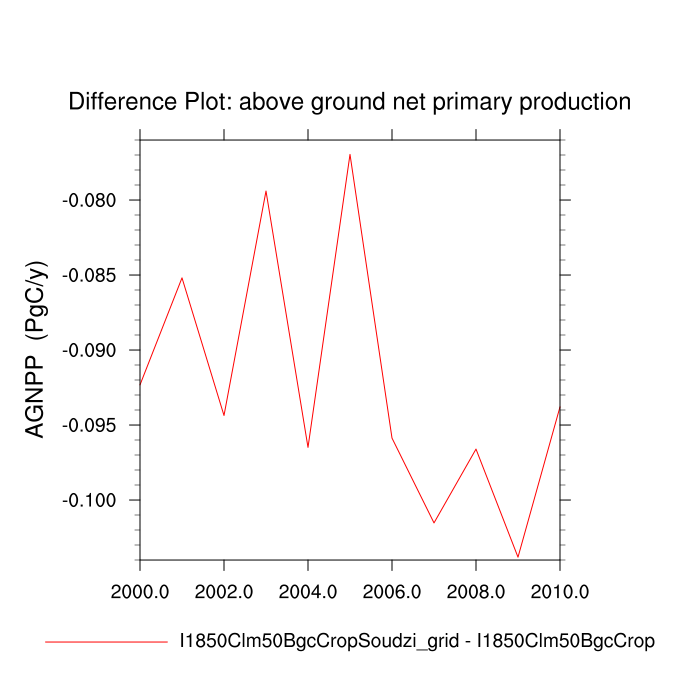 Difference Plot: above ground net primary production
AGNPP (PgC/y)
-0.080
-0.085
-0.090
-0.095
-0.100
2000.0 2002.0 2004.0 2006.0 2008.0 2010.0
I1850Clm50BgcCropSoudzi_grid - I1850Clm50BgcCrop